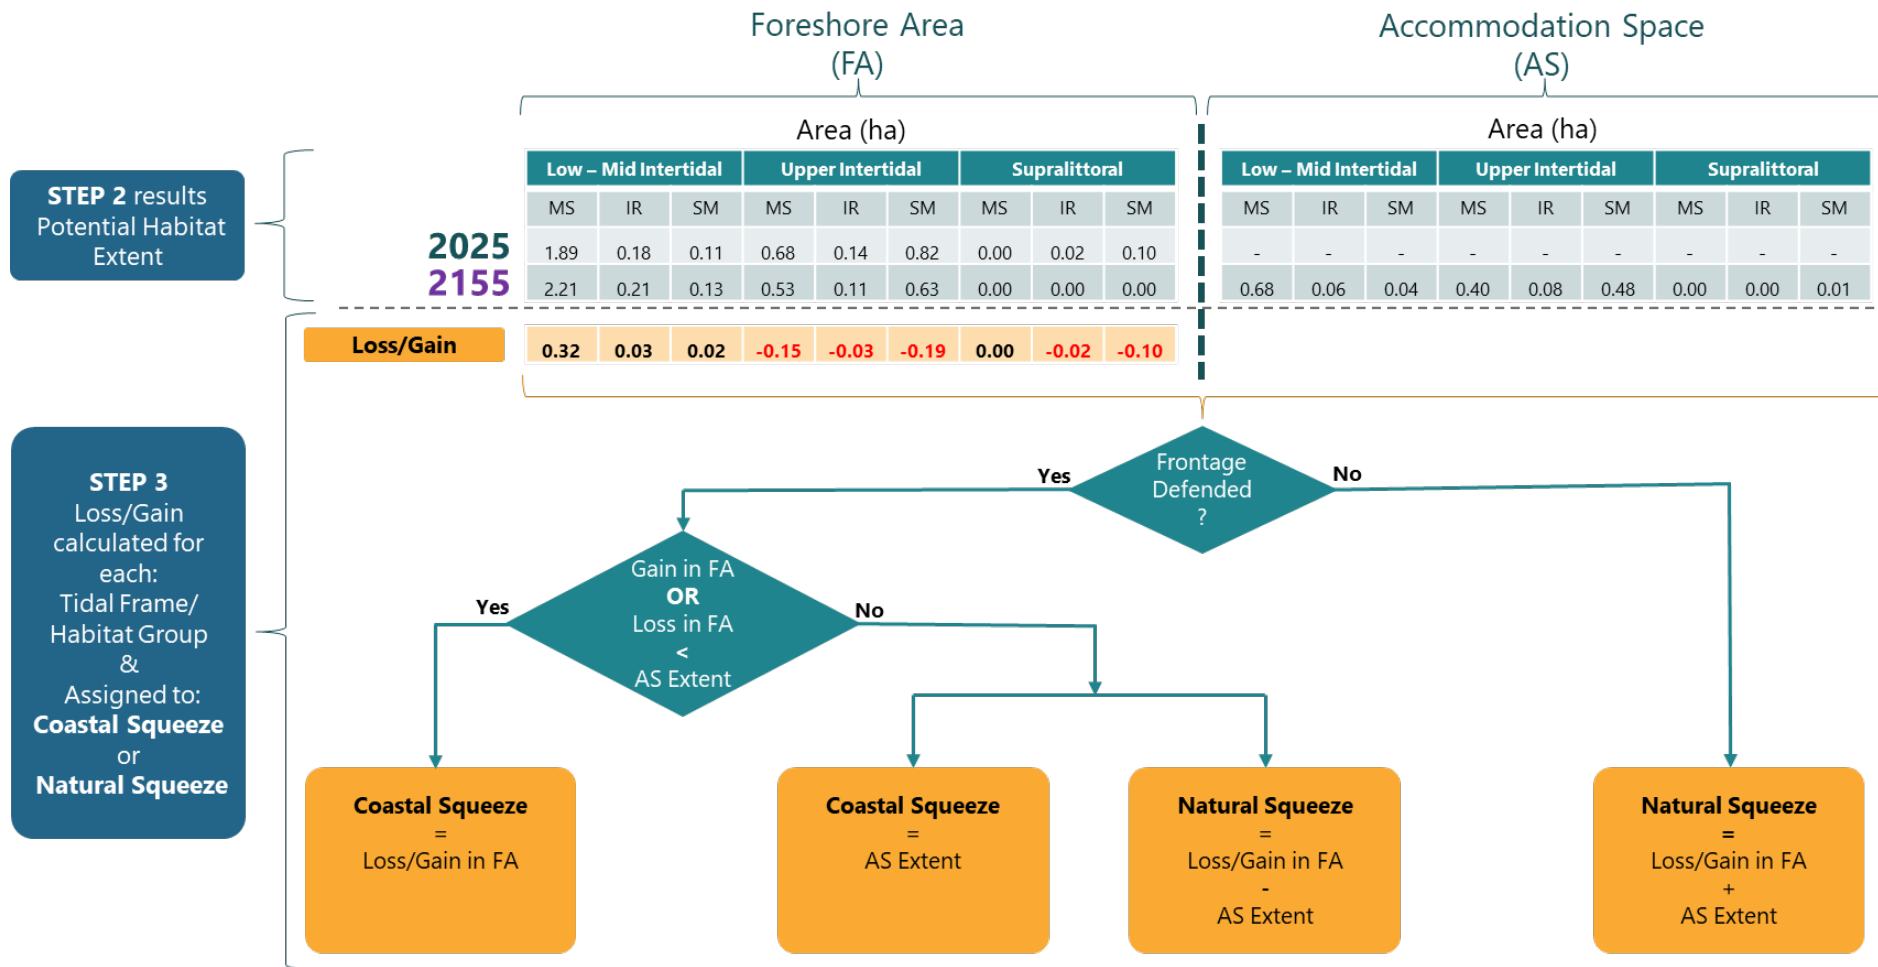 Foreshore Area
(FA)
Accommodation Space
(AS)
Area (ha)
Area (ha)
Low – Mid Intertidal Upper Intertidal Supralittoral
Low – Mid Intertidal Upper Intertidal Supralittoral
MS IR SM MS IR SM MS IR SM
MS IR SM MS IR SM MS IR SM
STEP 2 results
Potential Habitat
Extent
2025 1.89 0.18 0.11 0.68 0.14 0.82 0.00 0.02 0.10
- - - - - - - - -
2155 2.21 0.21 0.13 0.53 0.11 0.63 0.00 0.00 0.00
0.68 0.06 0.04 0.40 0.08 0.48 0.00 0.00 0.01
Loss/Gain 0.32 0.03 0.02 -0.15 -0.03 -0.19 0.00 -0.02 -0.10
STEP 3
Loss/Gain
calculated for
each:
Tidal Frame/
Habitat Group
&
Assigned to:
Coastal Squeeze
or
Natural Squeeze
Frontage
Defended
?
Yes
No
Gain in FA
OR
Loss in FA
<
AS Extent
Yes
No
Coastal Squeeze
=
Loss/Gain in FA
Coastal Squeeze
=
AS Extent
Natural Squeeze
=
Loss/Gain in FA
-
AS Extent
Natural Squeeze
=
Loss/Gain in FA
+
AS Extent